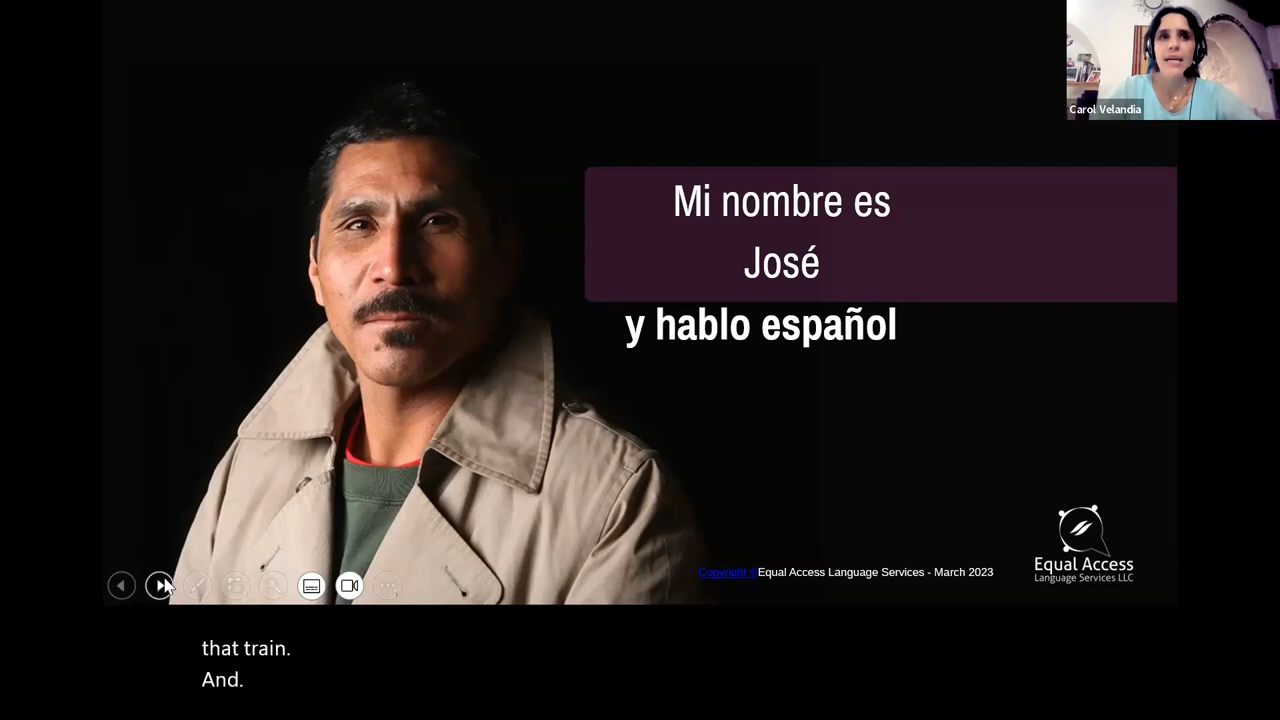 Carol Velandia
Mi nombre es
José
y hablo español
Copyright ©Equal Access Language Services - March 2023
Equal Access
Language Services LLC
that train.
And.